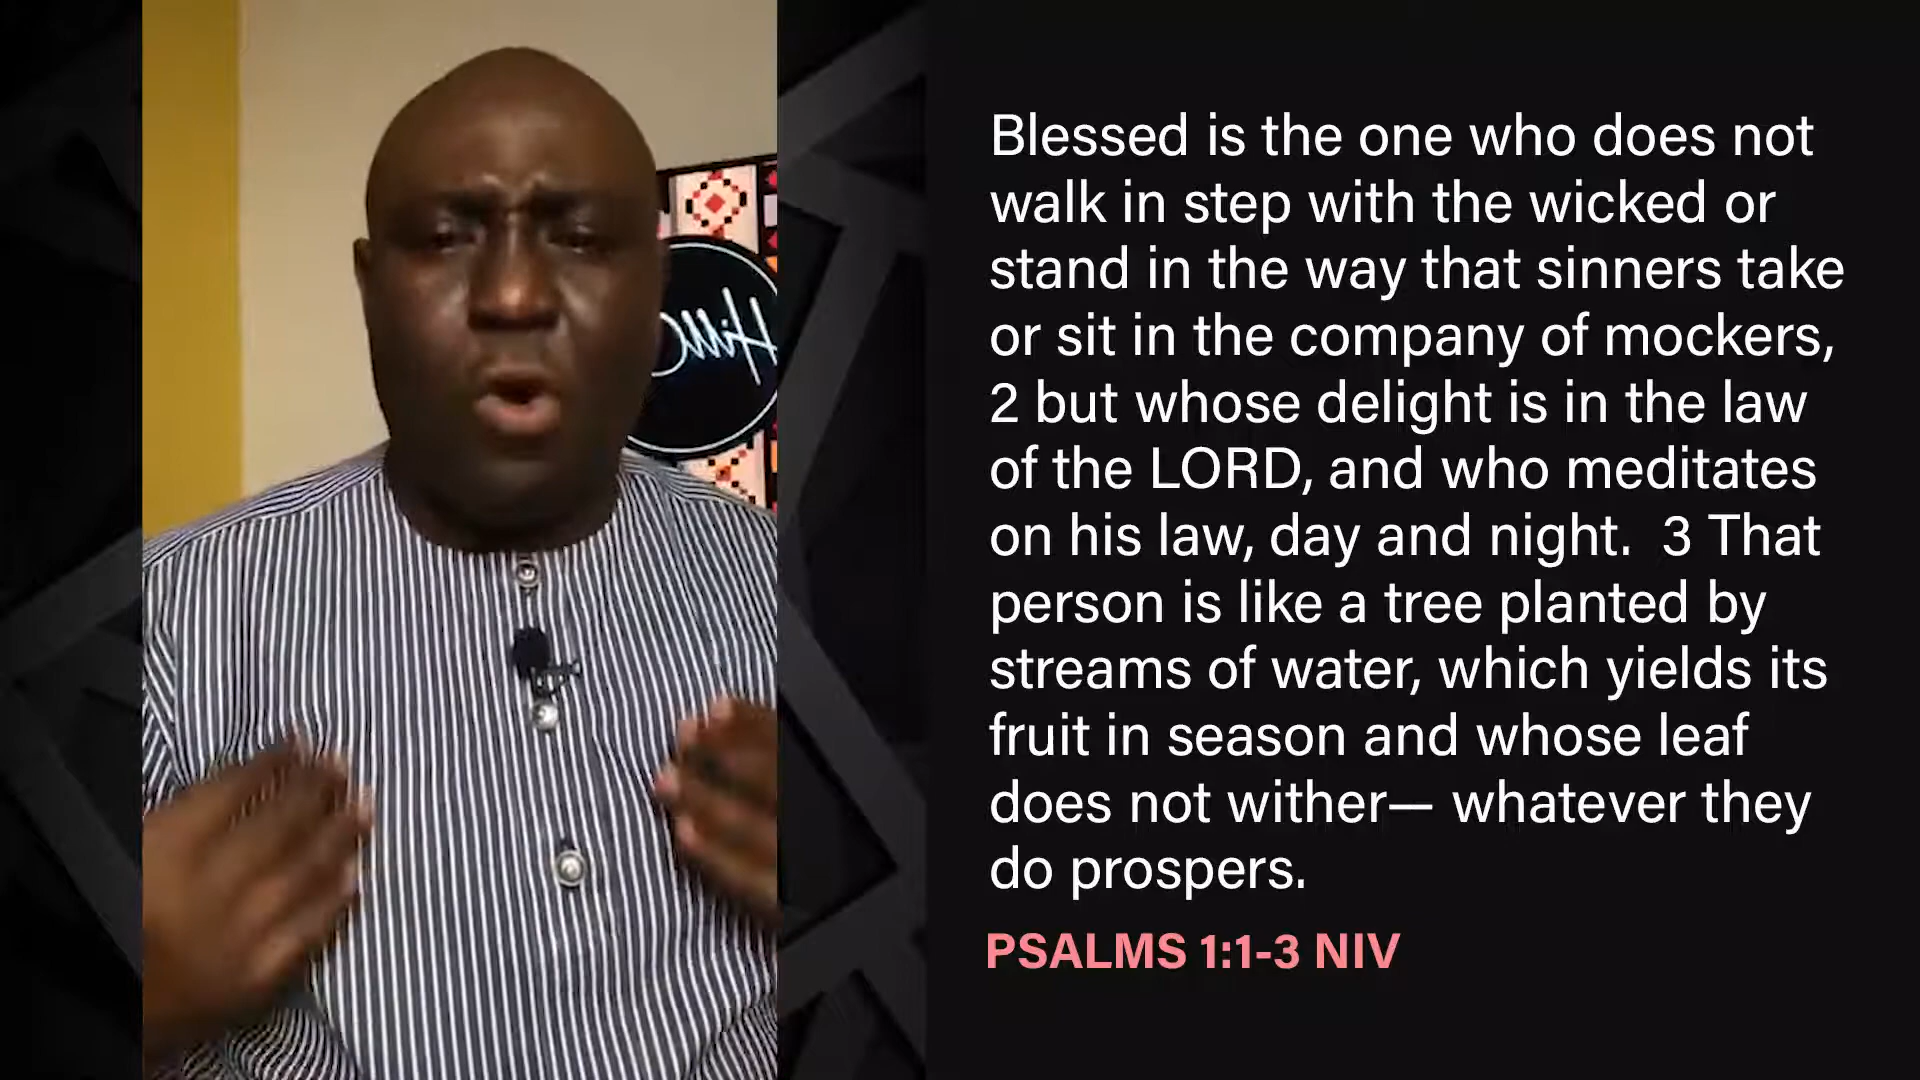 Blessed is the one who does not
walk in step with the wicked or
stand in the way that sinners take
or sit in the company of mockers,
2 but whose delight is in the law
of the LORD, and who meditates
on his law, day and night.  3 That
person is like a tree planted by
streams of water, which yields its
fruit in season and whose leaf
does not wither— whatever they
do prospers.
PSALMS 1:1-3 NIV